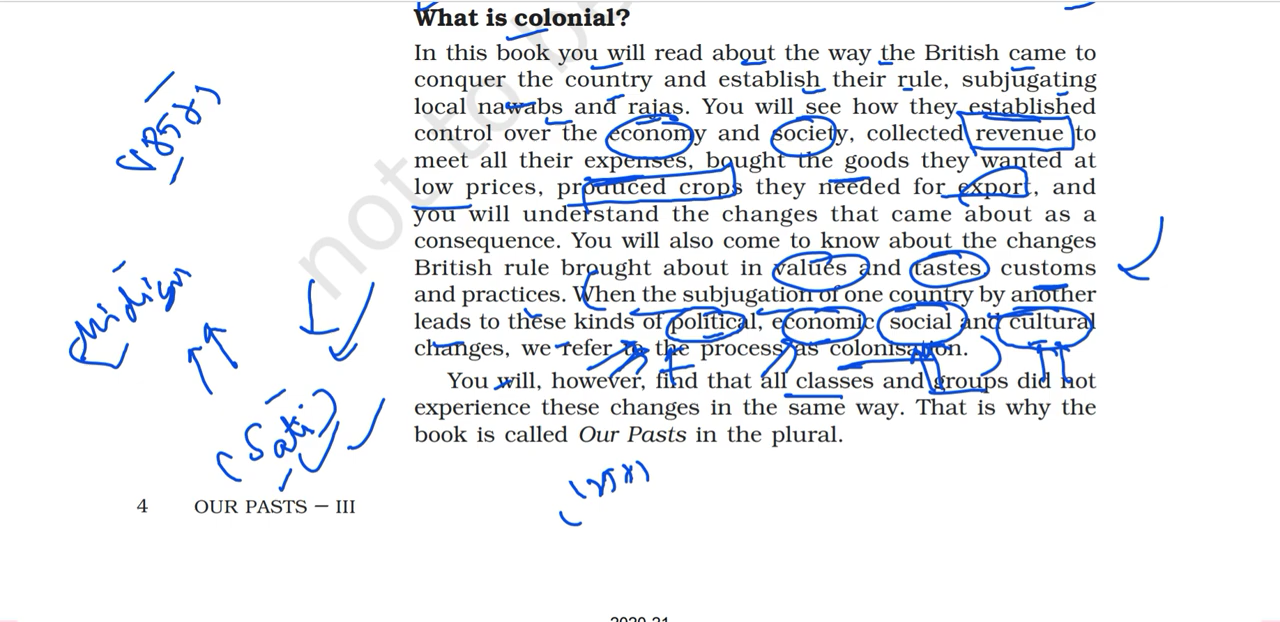 What is colonial?
In this book you will read about the way the British came to
conquer the country and establish their rule, subjugating
local nawabs and rajas. You will see how they established
control over the economy and society, collected revenue to
meet all their expenses, bought the goods they wanted at
low prices, produced crops they needed for export, and
you will understand the changes that came about as a
consequence. You will also come to know about the changes
British rule brought about in values and tastes, customs
and practices. When the subjugation of one country by another
leads to these kinds of political, economic, social and cultural
changes, we refer to the process as colonisation.
You will, however, find that all classes and groups did not
experience these changes in the same way. That is why the
book is called Our Pasts in the plural.
(Sati)
4 OUR PASTS — III
not to be
2020-21